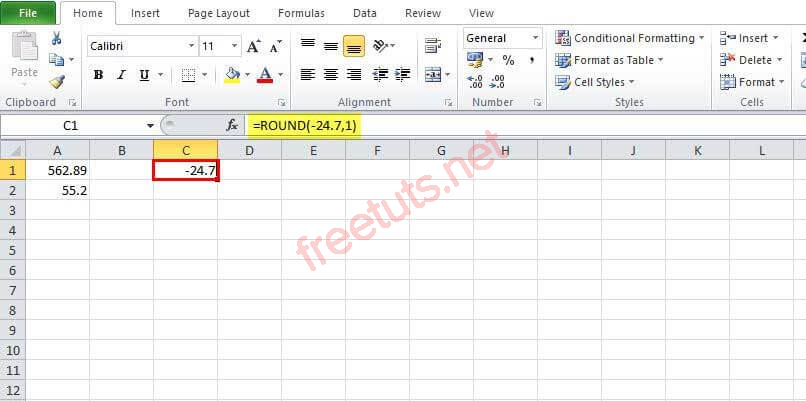 File Home Insert Page Layout Formulas Data Review View
Calibri 11 A A General Conditional Formatting Insert
Paste Format as Table Delete
B I U A $ % , Cell Styles Format
.0 .00 .00 .0
Clipboard Font Alignment Number Styles Cells
C1 fx =ROUND(-24.7,1)
A B C D E F G H I J K L
1 562.89 -24.7
2 55.2
3
4
5
6
7
8
9
10
11
12
freetuts.net